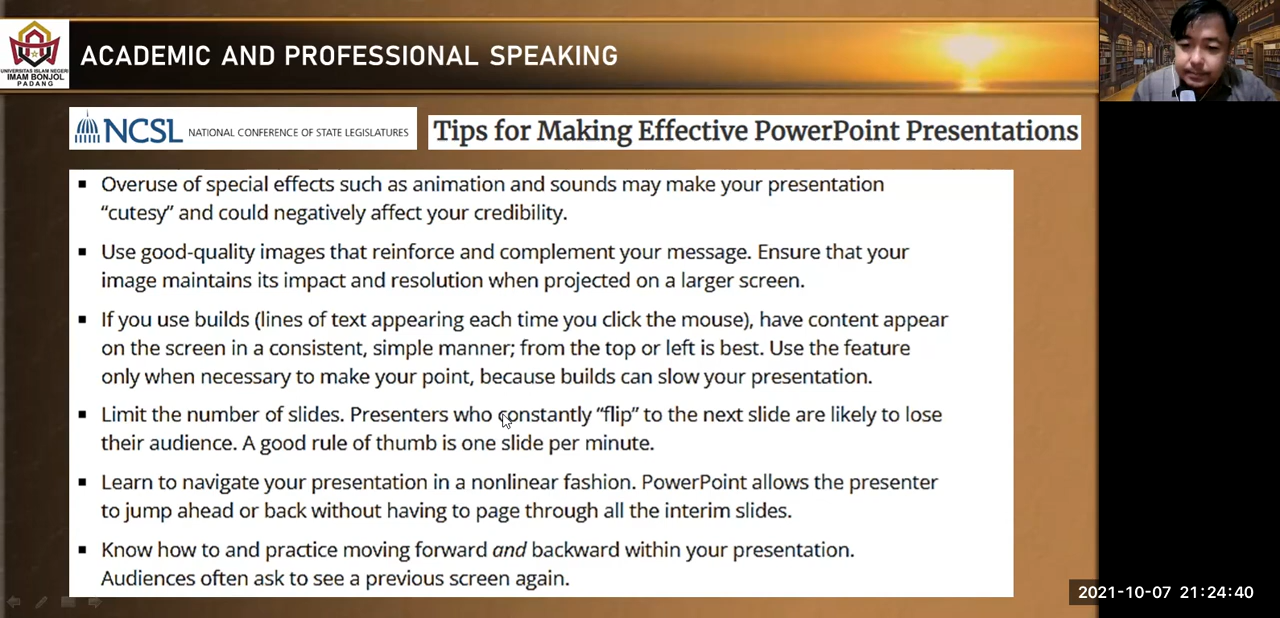 UNIVERSITAS ISLAM NEGERI
IMAM BONJOL
PADANG
ACADEMIC AND PROFESSIONAL SPEAKING
NCSL NATIONAL CONFERENCE OF STATE LEGISLATURES
Tips for Making Effective PowerPoint Presentations
▪ Overuse of special effects such as animation and sounds may make your presentation
“cutesy” and could negatively affect your credibility.
▪ Use good-quality images that reinforce and complement your message. Ensure that your
image maintains its impact and resolution when projected on a larger screen.
▪ If you use builds (lines of text appearing each time you click the mouse), have content appear
on the screen in a consistent, simple manner; from the top or left is best. Use the feature
only when necessary to make your point, because builds can slow your presentation.
▪ Limit the number of slides. Presenters who constantly “flip” to the next slide are likely to lose
their audience. A good rule of thumb is one slide per minute.
▪ Learn to navigate your presentation in a nonlinear fashion. PowerPoint allows the presenter
to jump ahead or back without having to page through all the interim slides.
▪ Know how to and practice moving forward and backward within your presentation.
Audiences often ask to see a previous screen again.
2021-10-07 21:24:40